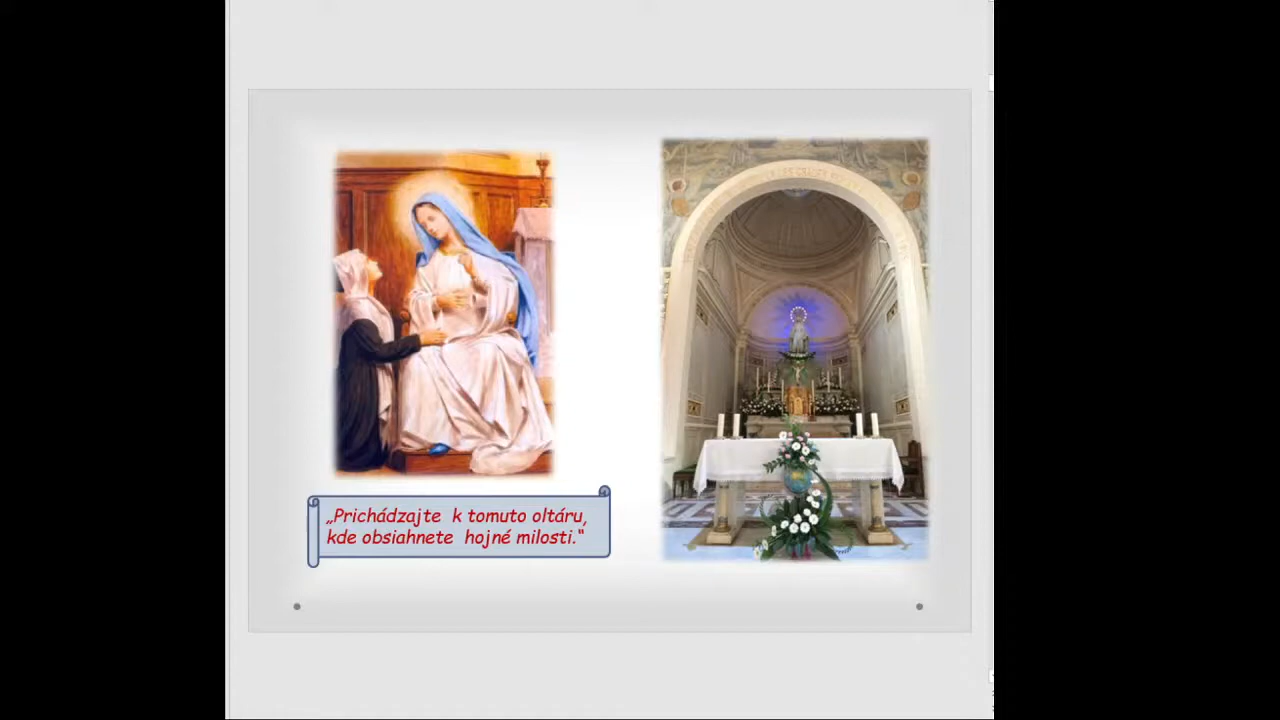 „Prichádzajte k tomuto oltáru,
kde obsiahnete hojné milosti.“